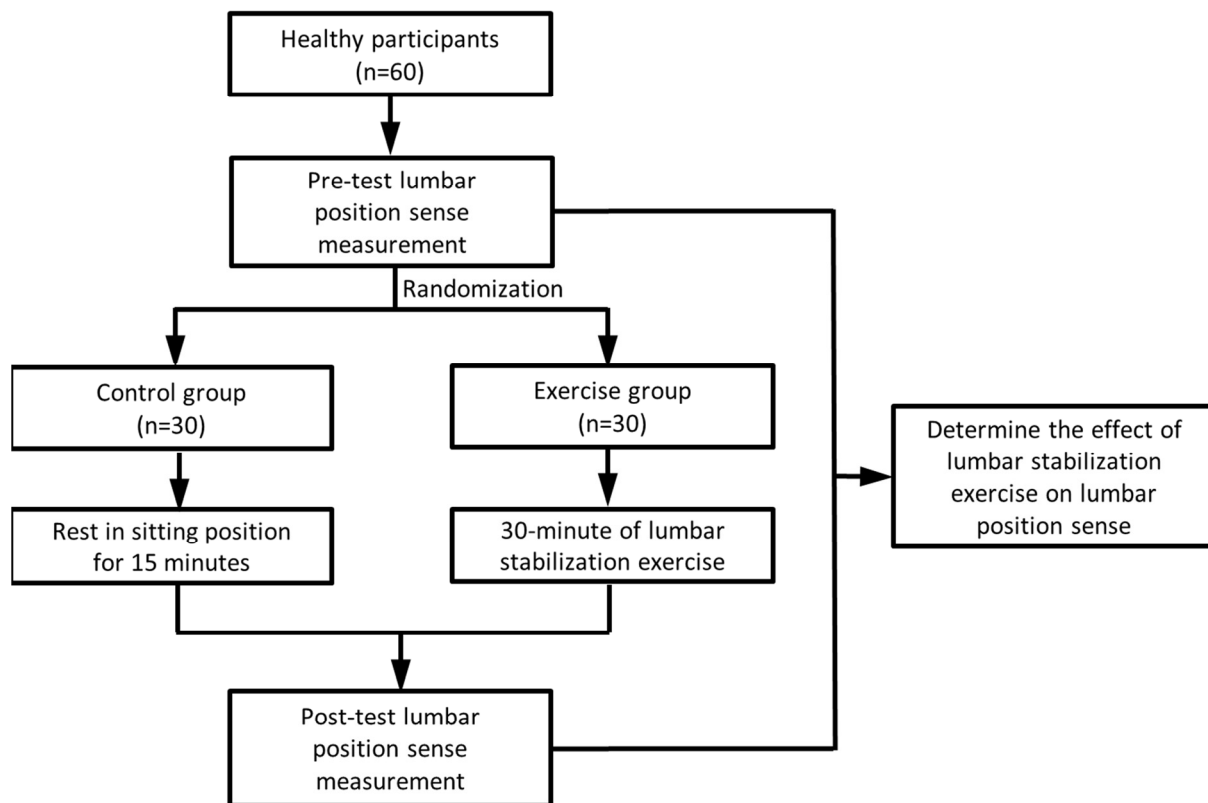 Healthy participants
(n=60)
Pre-test lumbar
position sense
measurement
Randomization
Control group
(n=30)
Exercise group
(n=30)
Rest in sitting position
for 15 minutes
30-minute of lumbar
stabilization exercise
Determine the effect of
lumbar stabilization
exercise on lumbar
position sense
Post-test lumbar
position sense
measurement